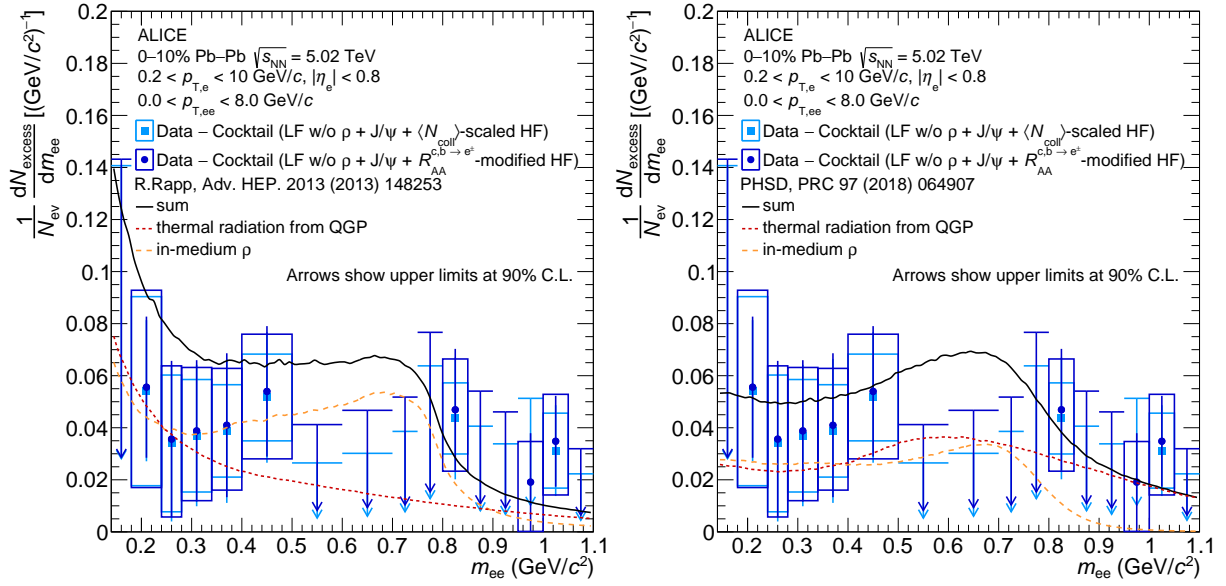 ALICE
0–10% Pb–Pb √s_NN = 5.02 TeV
0.2 < p_T,e < 10 GeV/c, |η_e| < 0.8
0.0 < p_T,ee < 8.0 GeV/c
Data – Cocktail (LF w/o ρ + J/ψ + ⟨N_coll⟩-scaled HF)
Data – Cocktail (LF w/o ρ + J/ψ + R_AA^{c,b → e±}-modified HF)
R.Rapp, Adv. HEP. 2013 (2013) 148253
sum
thermal radiation from QGP
in-medium ρ
Arrows show upper limits at 90% C.L.
1/N_ev dN_excess/dm_ee [(GeV/c²)⁻¹]
0.2
0.18
0.16
0.14
0.12
0.1
0.08
0.06
0.04
0.02
0
0.2 0.3 0.4 0.5 0.6 0.7 0.8 0.9 1 1.1
m_ee (GeV/c²)
ALICE
0–10% Pb–Pb √s_NN = 5.02 TeV
0.2 < p_T,e < 10 GeV/c, |η_e| < 0.8
0.0 < p_T,ee < 8.0 GeV/c
Data – Cocktail (LF w/o ρ + J/ψ + ⟨N_coll⟩-scaled HF)
Data – Cocktail (LF w/o ρ + J/ψ + R_AA^{c,b → e±}-modified HF)
PHSD, PRC 97 (2018) 064907
sum
thermal radiation from QGP
in-medium ρ
Arrows show upper limits at 90% C.L.
1/N_ev dN_excess/dm_ee [(GeV/c²)⁻¹]
0.2
0.18
0.16
0.14
0.12
0.1
0.08
0.06
0.04
0.02
0
0.2 0.3 0.4 0.5 0.6 0.7 0.8 0.9 1 1.1
m_ee (GeV/c²)